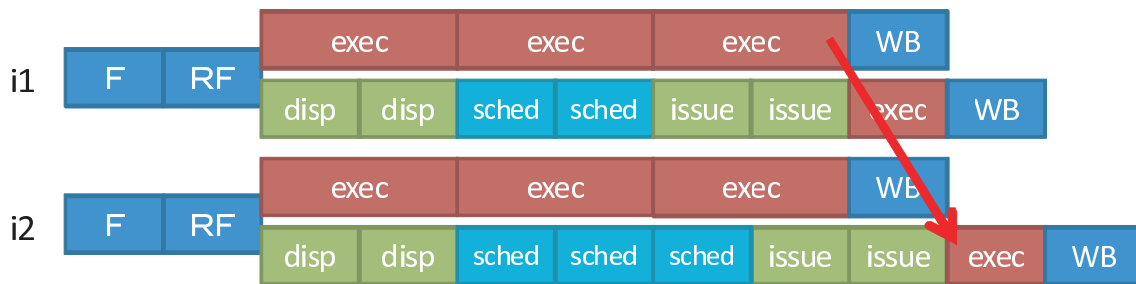 exec exec exec WB
i1 F RF
disp disp sched sched issue issue exec WB
exec exec exec WB
i2 F RF
disp disp sched sched sched issue issue exec WB